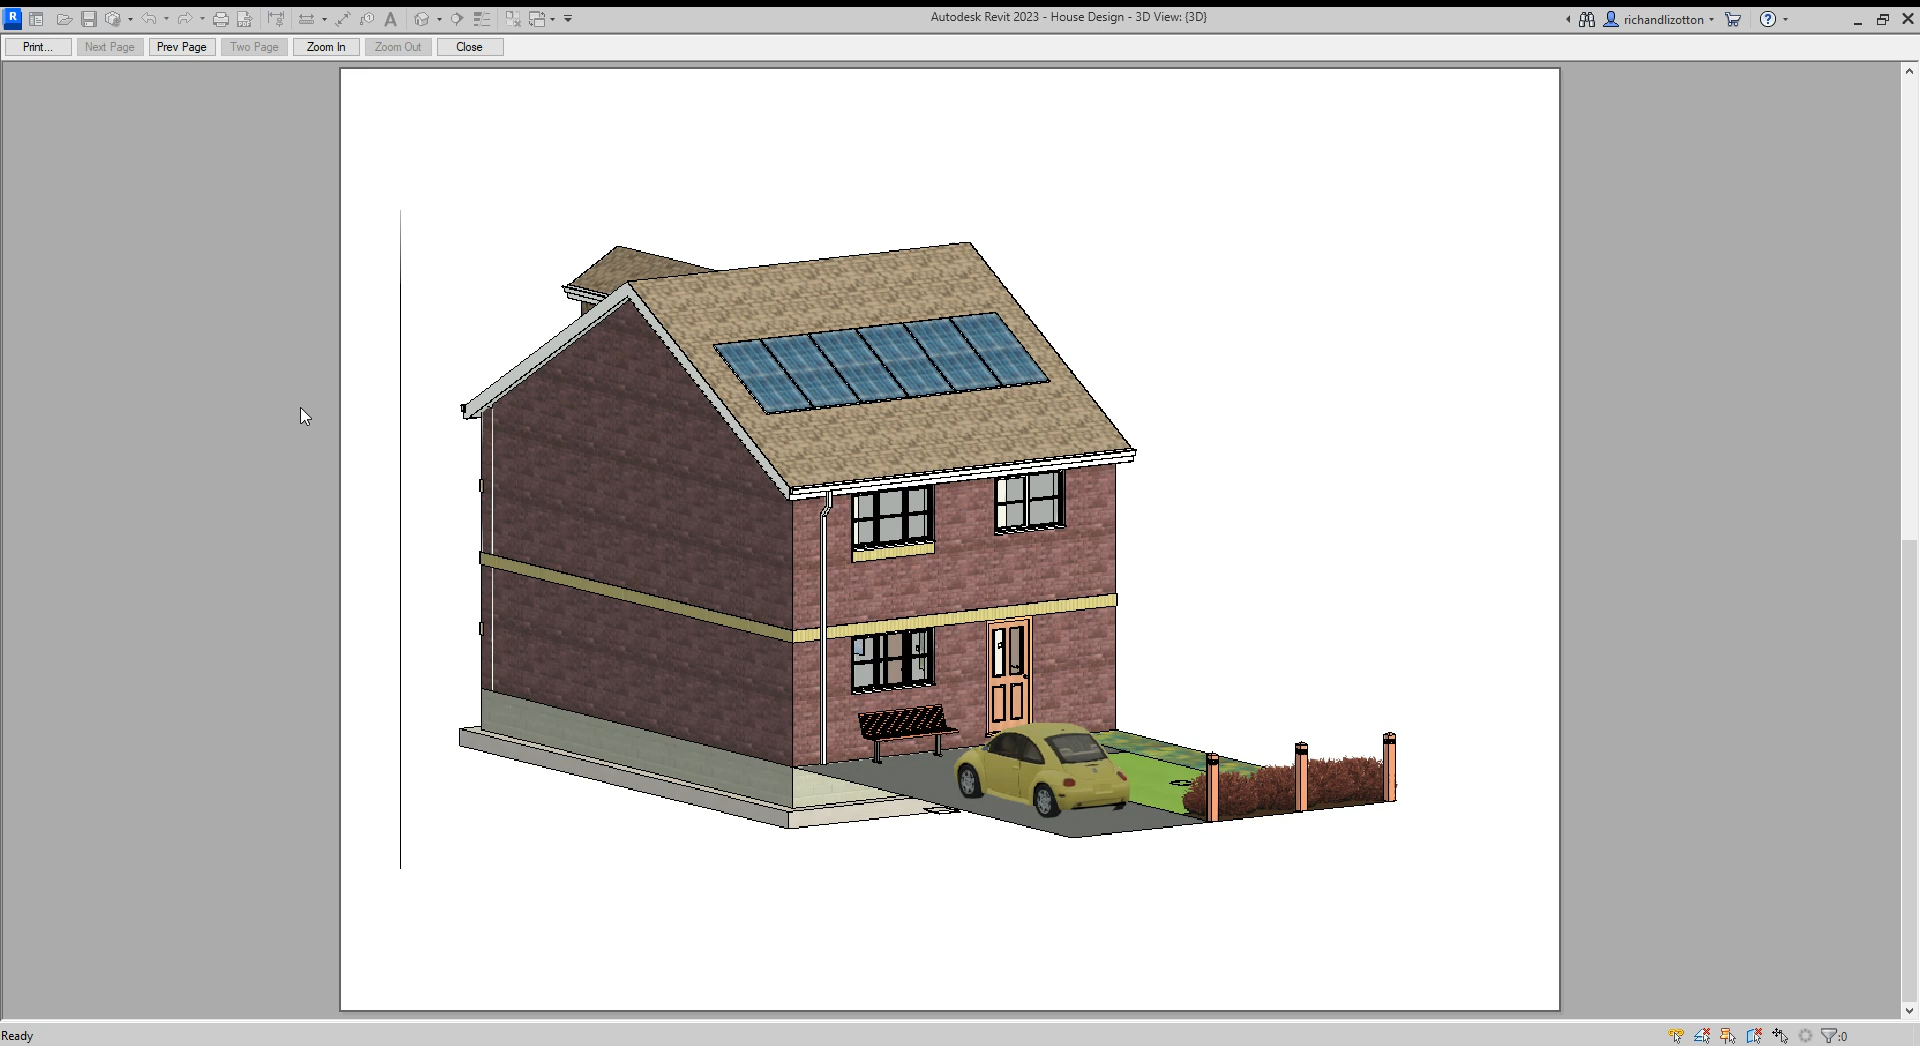 R
A
Autodesk Revit 2023 - House Design - 3D View: {3D}
richandlizotton
?
Print... Next Page Prev Page Two Page Zoom In Zoom Out Close
Ready
:0